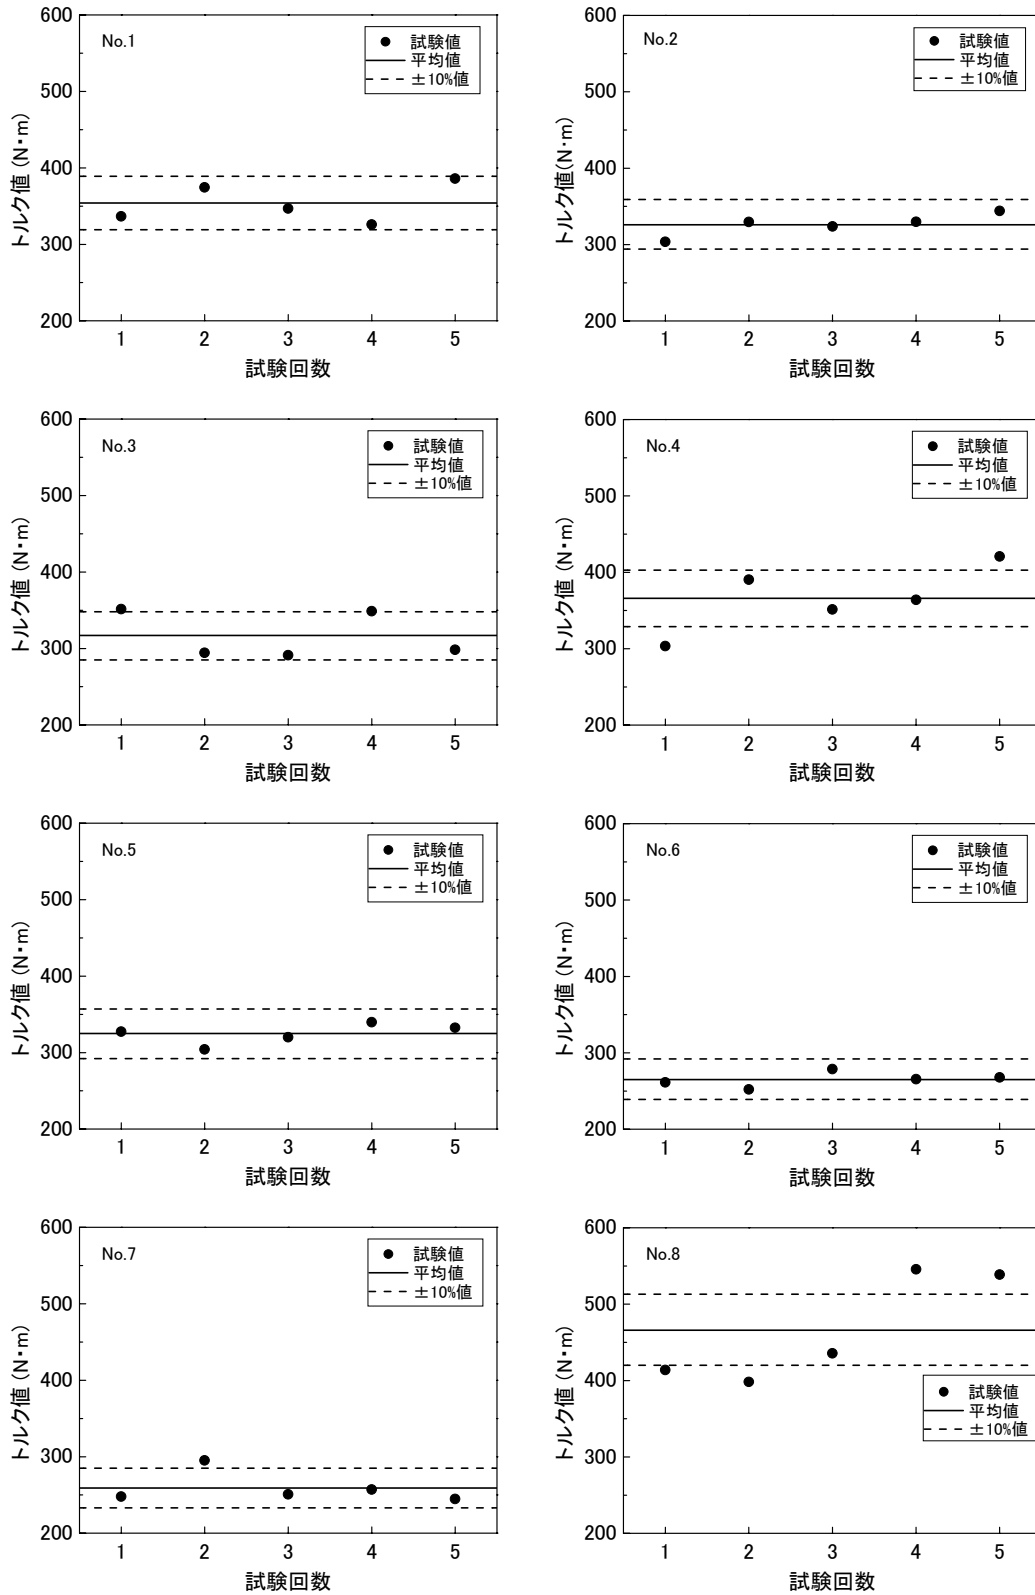 No.1
試験値
平均値
±10%値
600
500
400
300
200
トルク値 (N・m)
1 2 3 4 5
試験回数
No.2
試験値
平均値
±10%値
600
500
400
300
200
トルク値(N・m)
1 2 3 4 5
試験回数
No.3
試験値
平均値
±10%値
600
500
400
300
200
トルク値 (N・m)
1 2 3 4 5
試験回数
No.4
試験値
平均値
±10%値
600
500
400
300
200
トルク値 (N・m)
1 2 3 4 5
試験回数
No.5
試験値
平均値
±10%値
600
500
400
300
200
トルク値 (N・m)
1 2 3 4 5
試験回数
No.6
試験値
平均値
±10%値
600
500
400
300
200
トルク値 (N・m)
1 2 3 4 5
試験回数
No.7
試験値
平均値
±10%値
600
500
400
300
200
トルク値 (N・m)
1 2 3 4 5
試験回数
No.8
試験値
平均値
±10%値
600
500
400
300
200
トルク値 (N・m)
1 2 3 4 5
試験回数